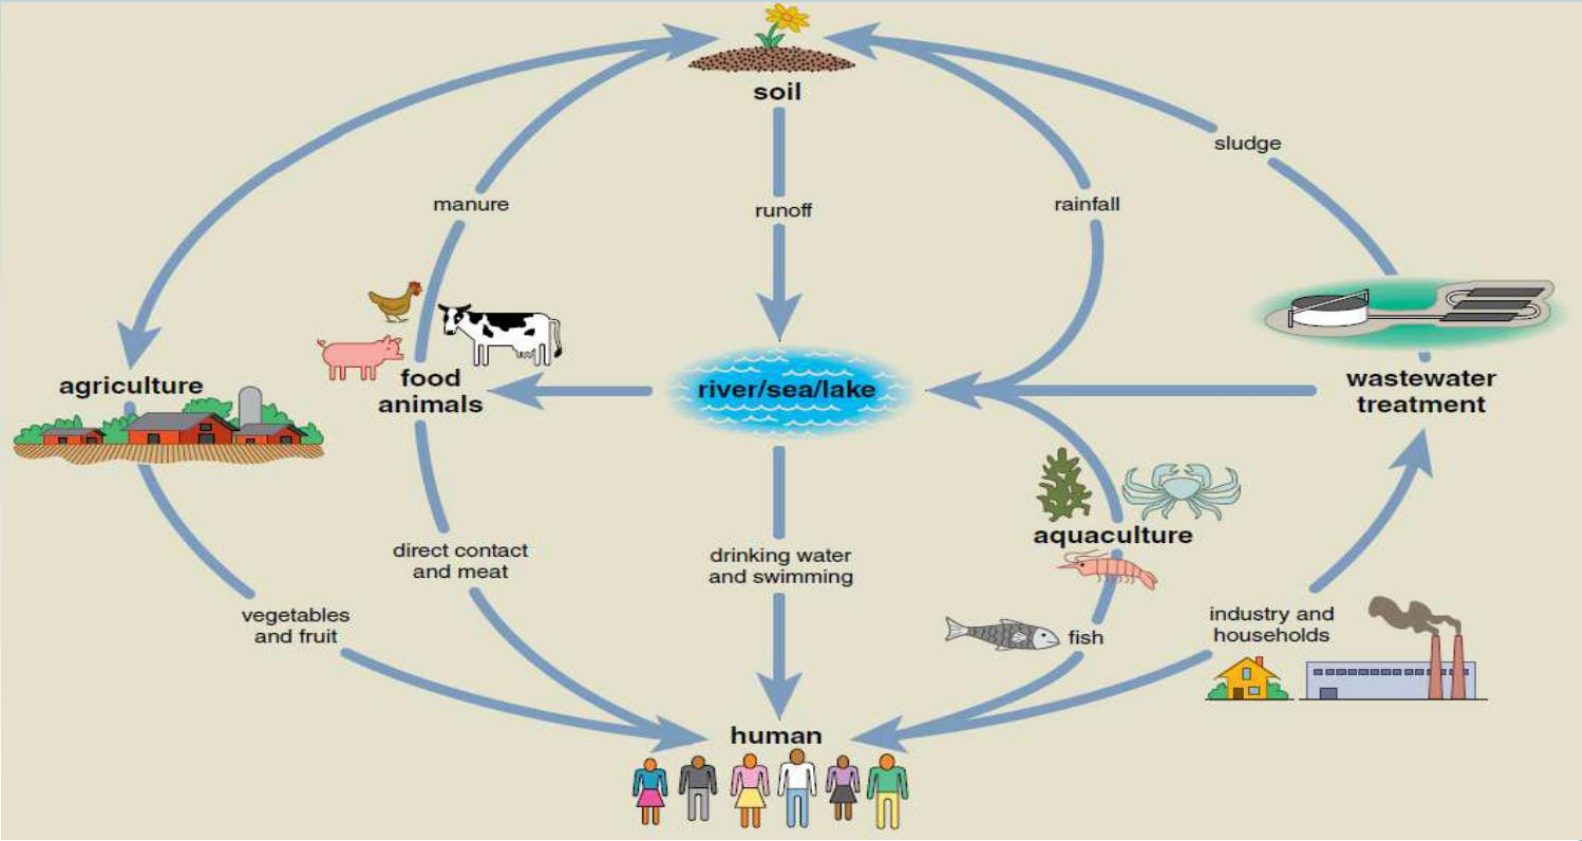 soil
sludge
manure
runoff
rainfall
agriculture
food
animals
river/sea/lake
wastewater
treatment
direct contact
and meat
drinking water
and swimming
aquaculture
vegetables
and fruit
fish
industry and
households
human